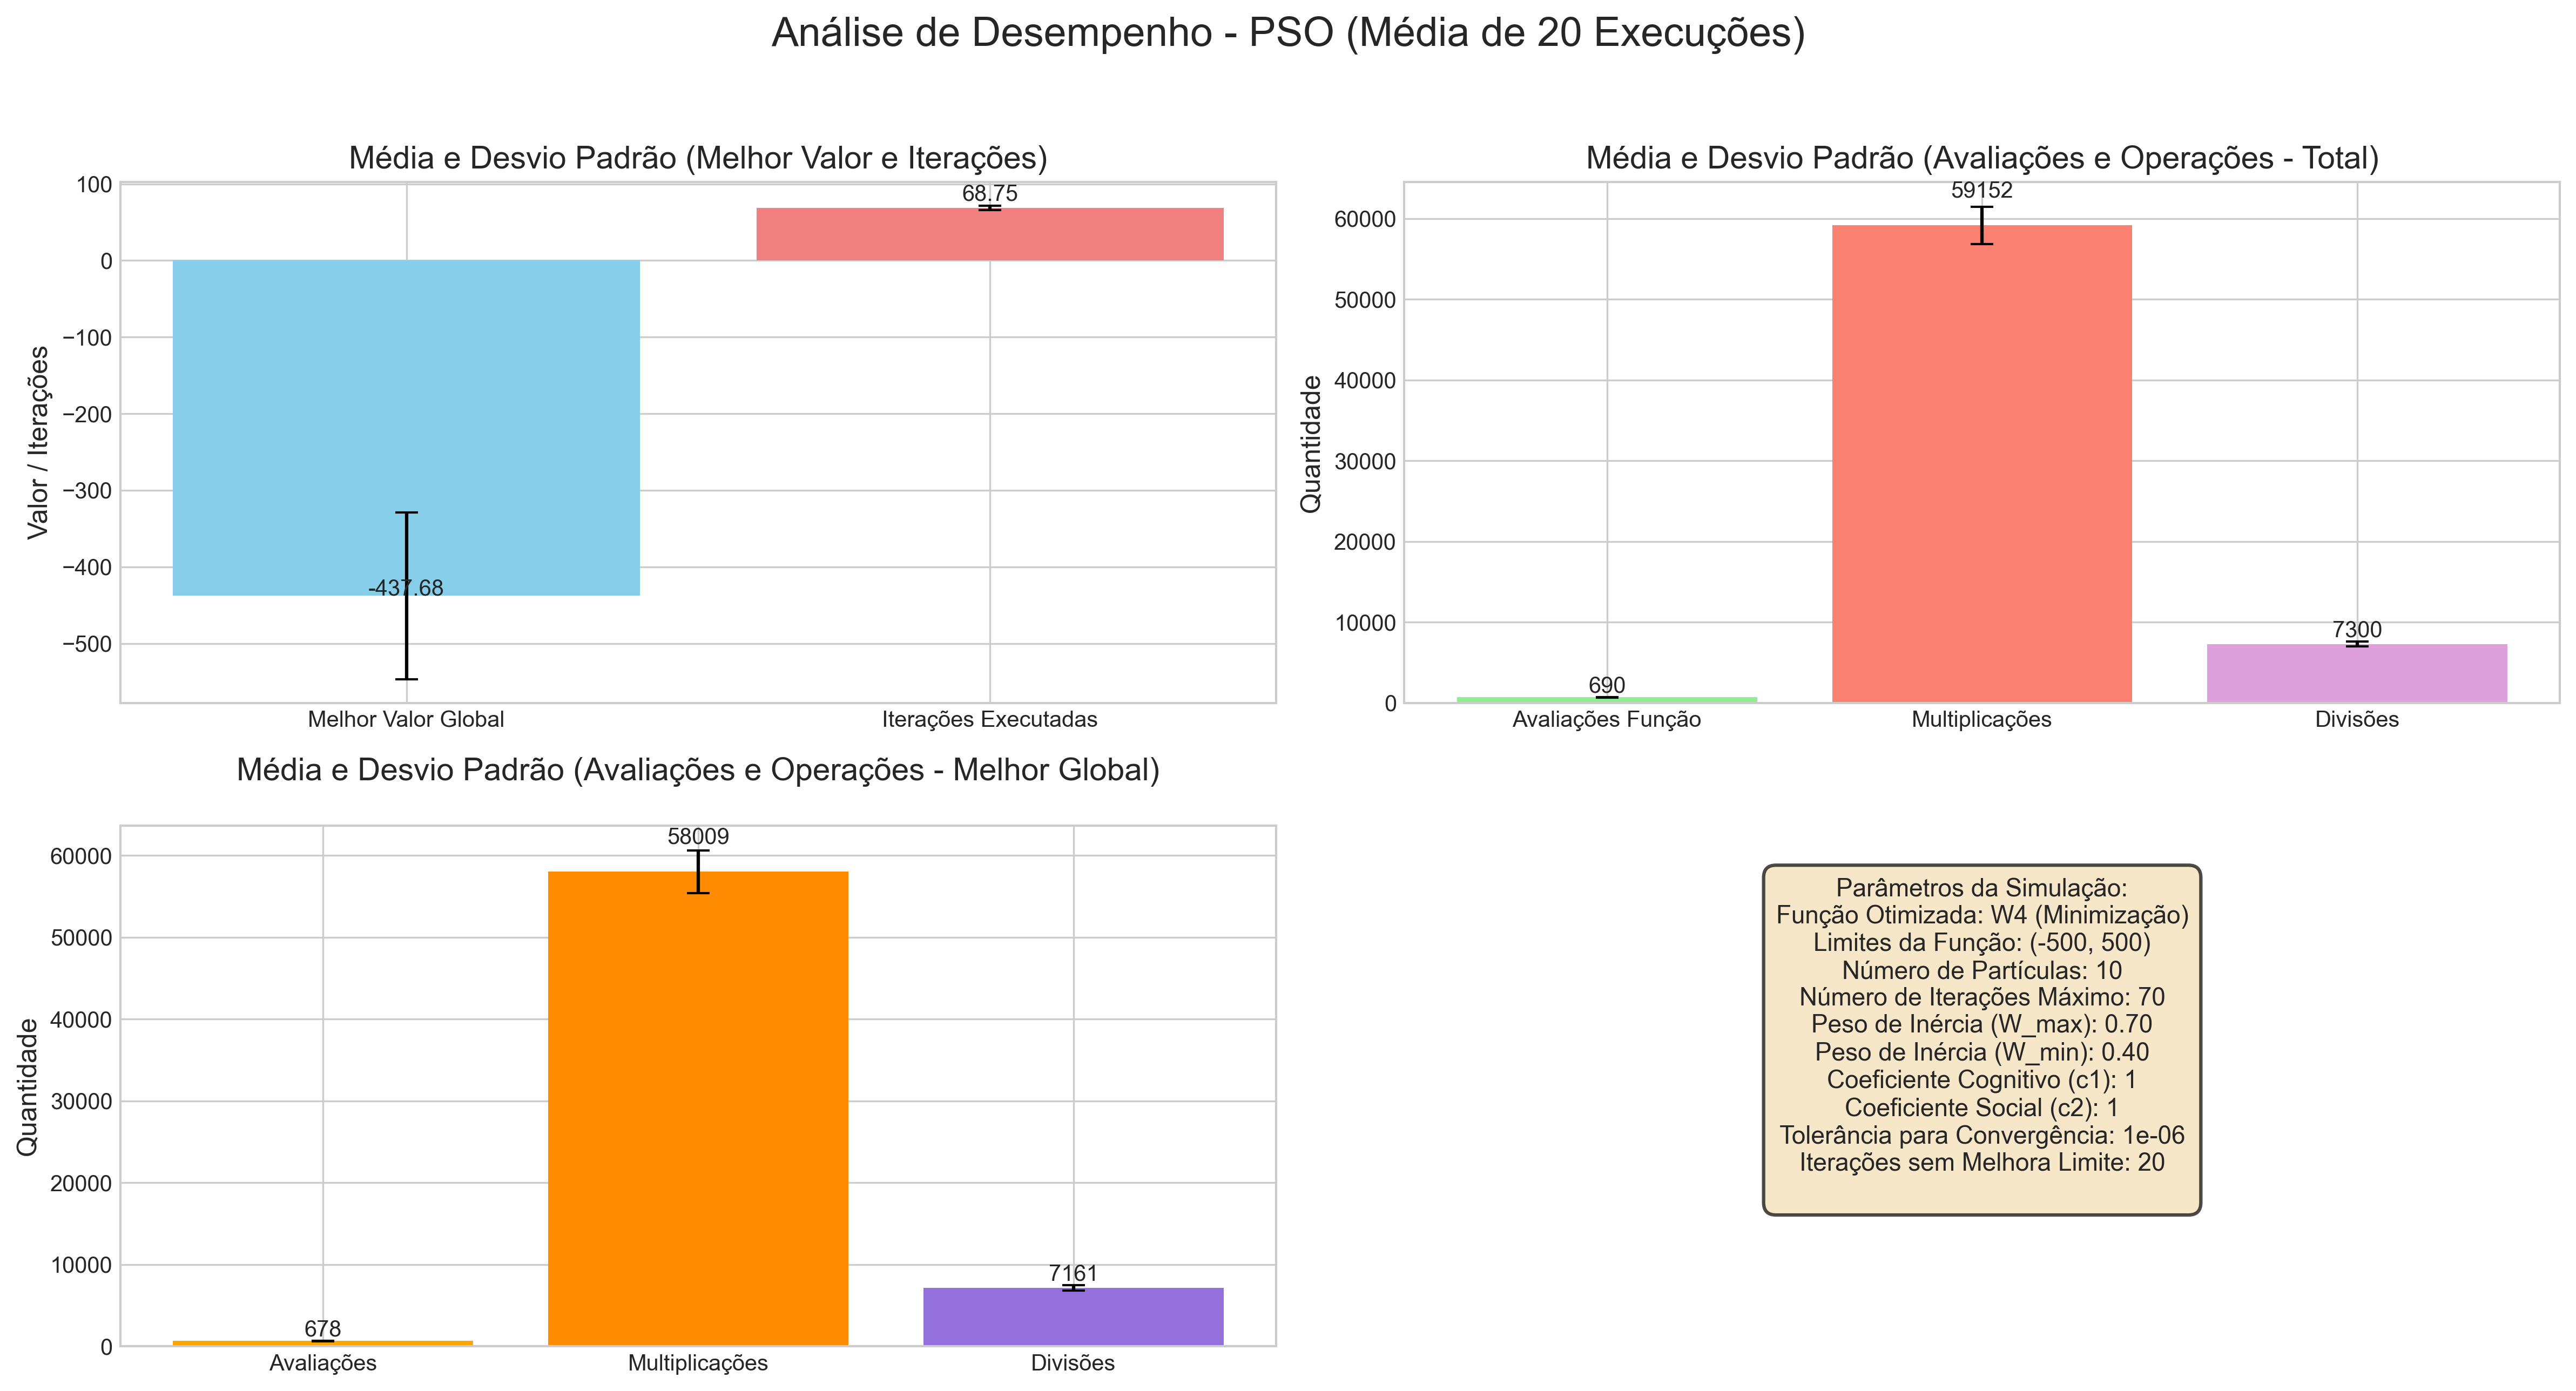 Análise de Desempenho - PSO (Média de 20 Execuções)
Média e Desvio Padrão (Melhor Valor e Iterações)
Valor / Iterações
100
0
−100
−200
−300
−400
−500
-437.68
68.75
Melhor Valor Global
Iterações Executadas
Média e Desvio Padrão (Avaliações e Operações - Total)
Quantidade
60000
50000
40000
30000
20000
10000
0
690
59152
7300
Avaliações Função
Multiplicações
Divisões
Média e Desvio Padrão (Avaliações e Operações - Melhor Global)
Quantidade
60000
50000
40000
30000
20000
10000
0
678
58009
7161
Avaliações
Multiplicações
Divisões
Parâmetros da Simulação:
Função Otimizada: W4 (Minimização)
Limites da Função: (-500, 500)
Número de Partículas: 10
Número de Iterações Máximo: 70
Peso de Inércia (W_max): 0.70
Peso de Inércia (W_min): 0.40
Coeficiente Cognitivo (c1): 1
Coeficiente Social (c2): 1
Tolerância para Convergência: 1e-06
Iterações sem Melhora Limite: 20